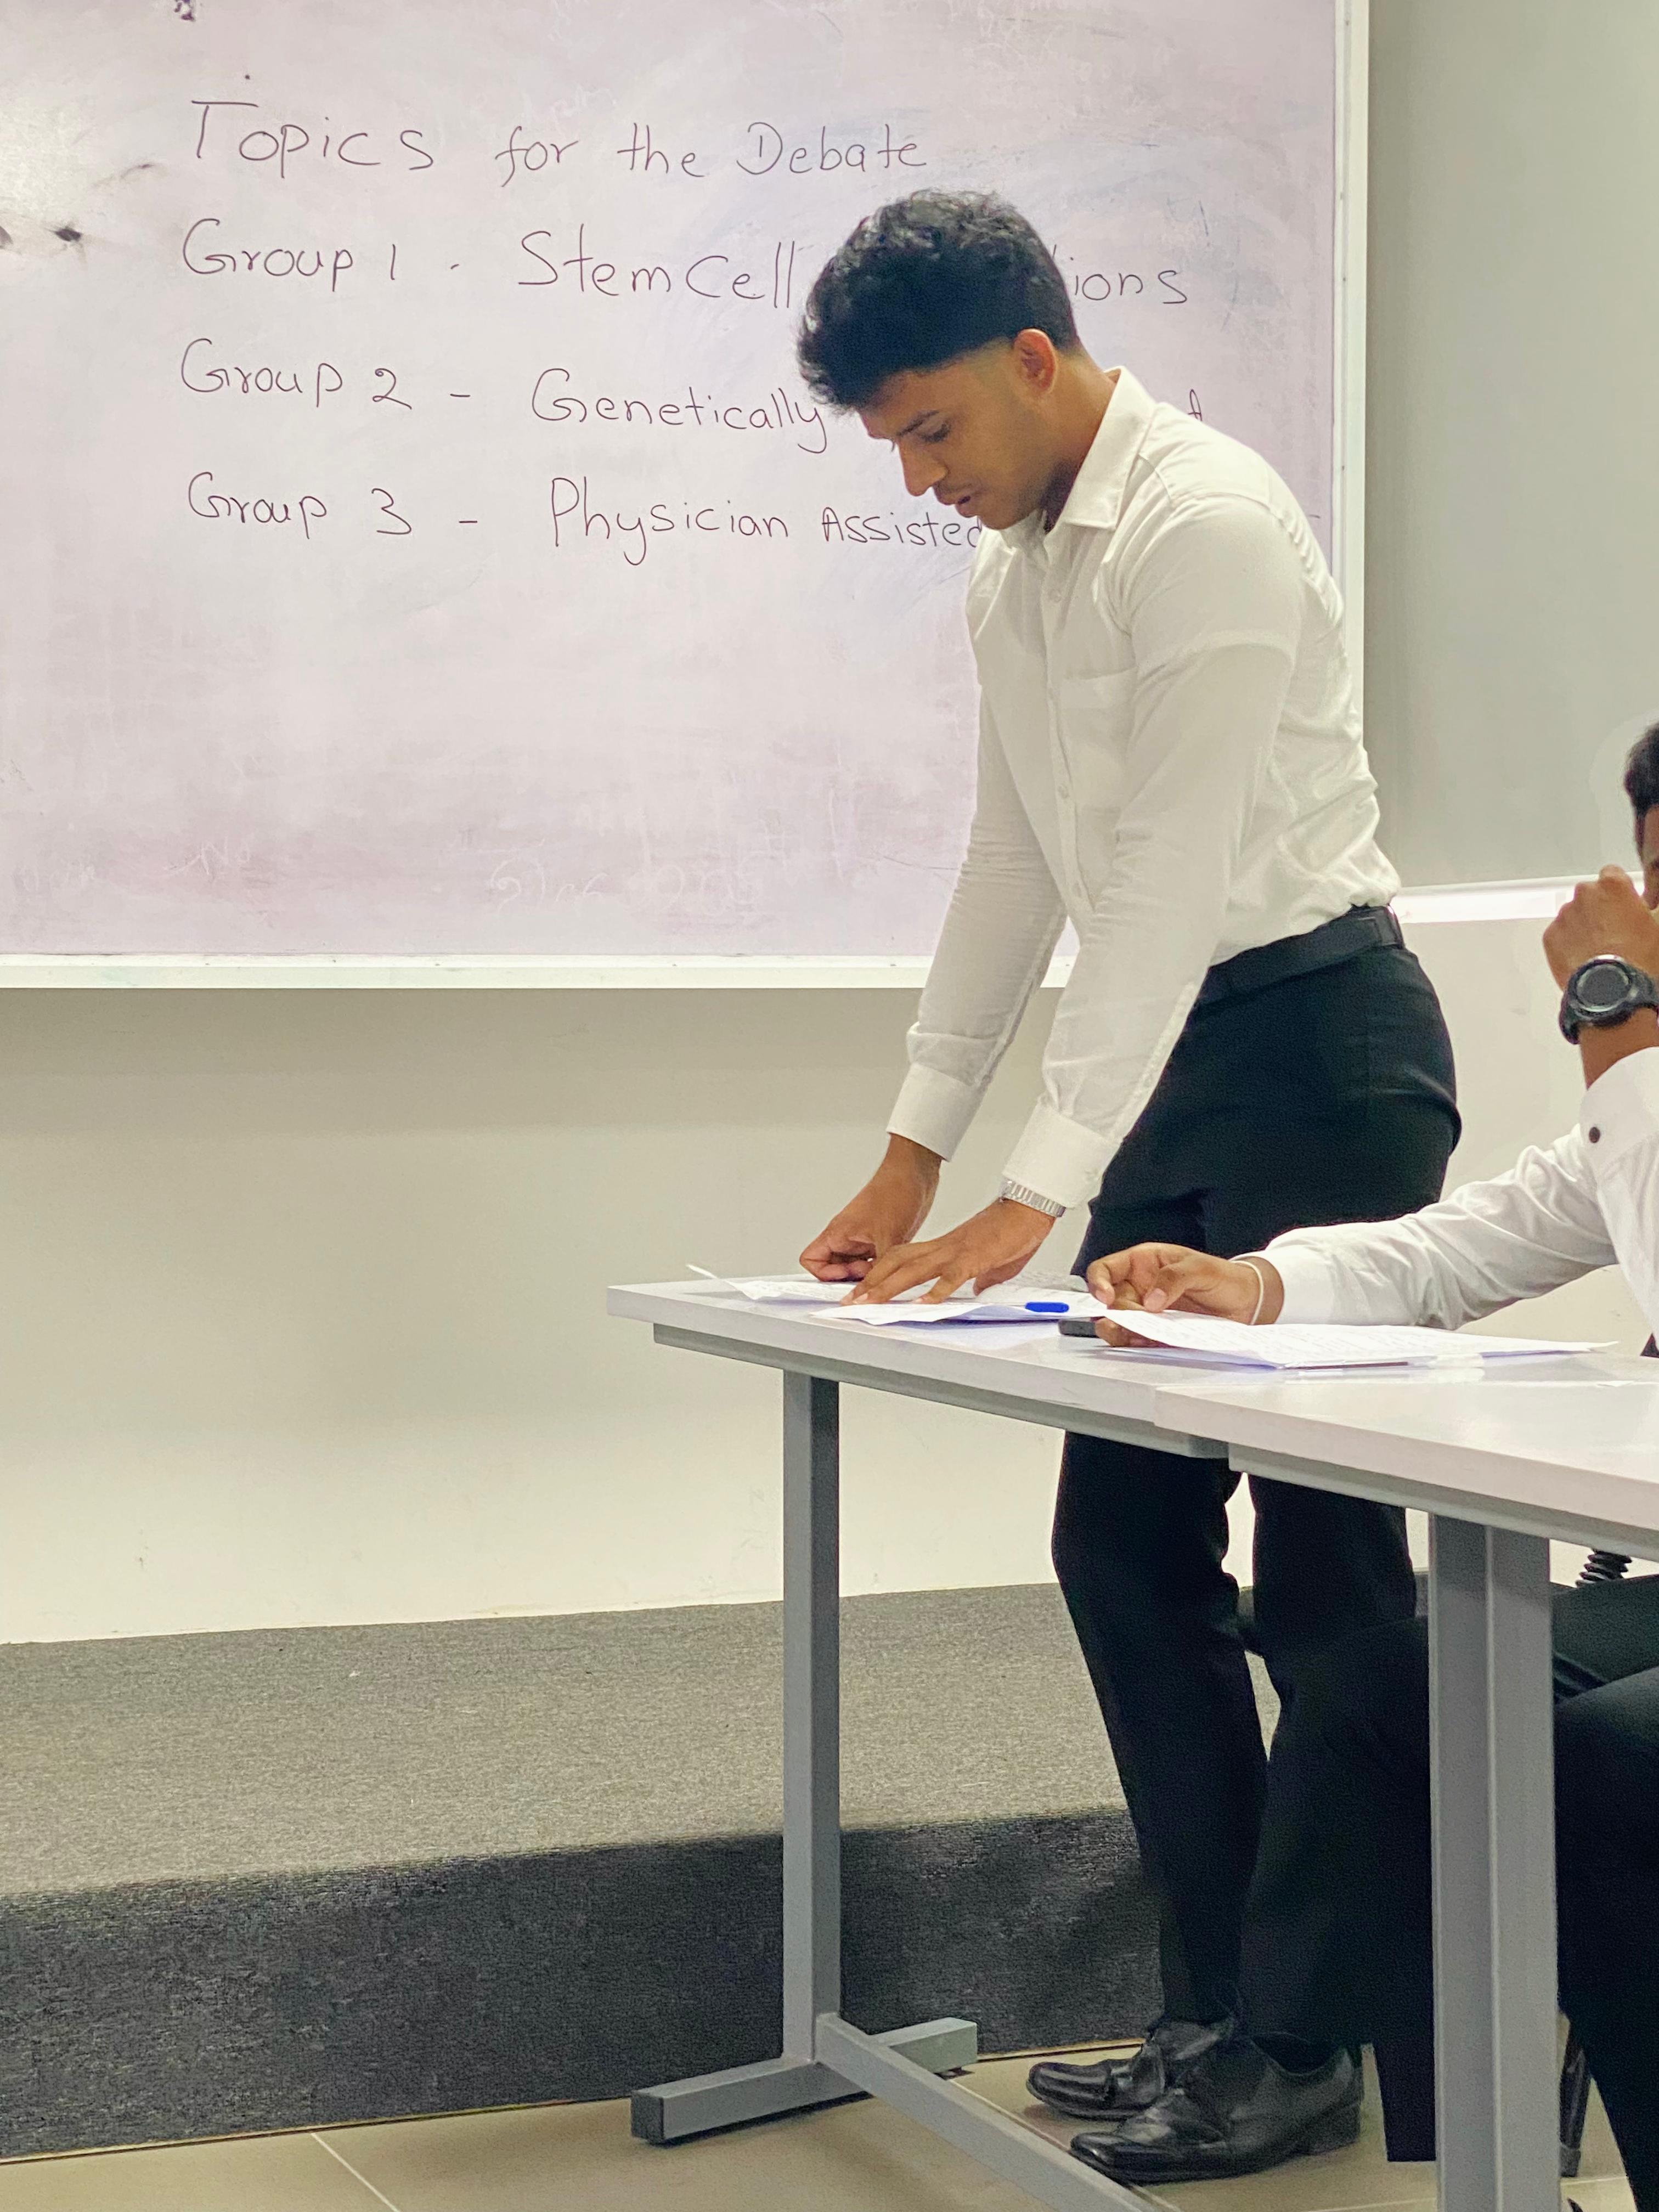 Topics for the Debate
Group 1 - Stem Cell
Group 2 - Genetically
Group 3 - Physician Assisted